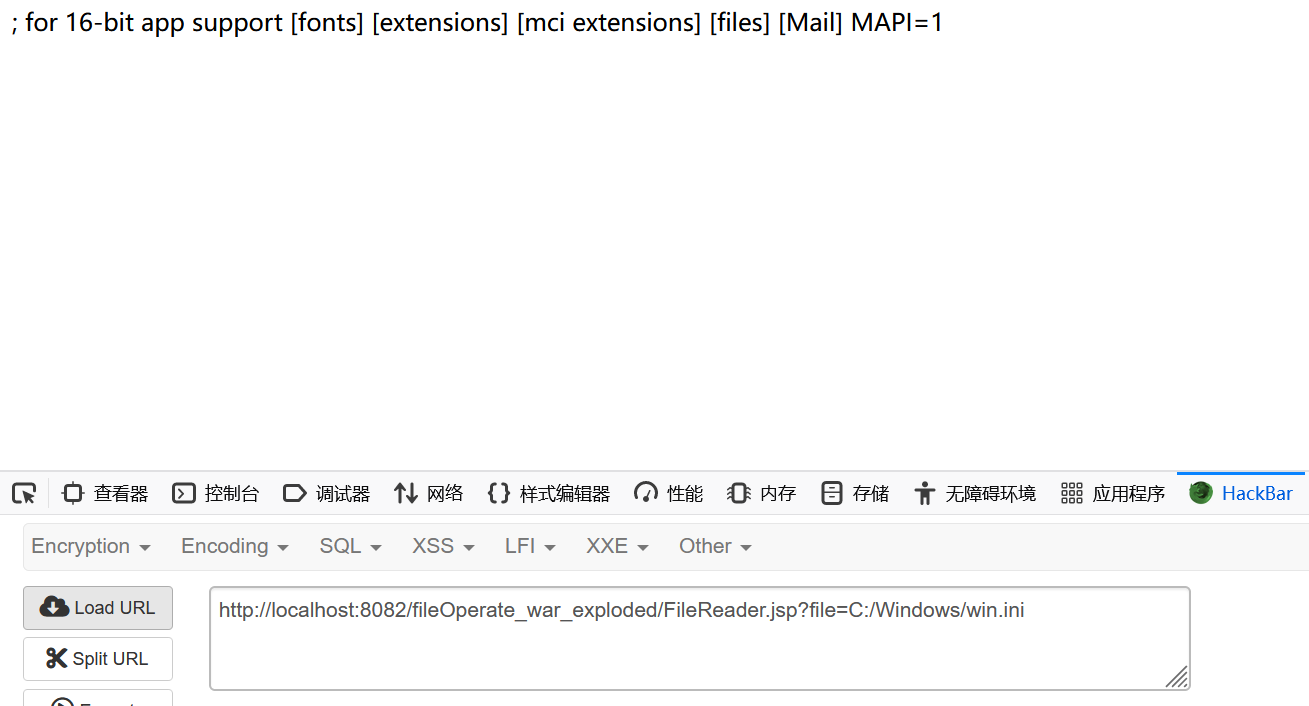 ; for 16-bit app support [fonts] [extensions] [mci extensions] [files] [Mail] MAPI=1
查看器 控制台 调试器 网络 样式编辑器 性能 内存 存储 无障碍环境 应用程序 HackBar
Encryption Encoding SQL XSS LFI XXE Other
Load URL
http://localhost:8082/fileOperate_war_exploded/FileReader.jsp?file=C:/Windows/win.ini
Split URL